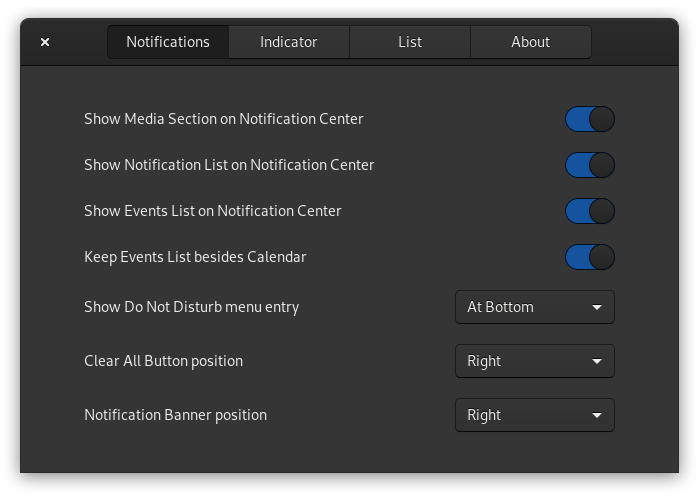 Notifications Indicator List About
Show Media Section on Notification Center
Show Notification List on Notification Center
Show Events List on Notification Center
Keep Events List besides Calendar
Show Do Not Disturb menu entry At Bottom
Clear All Button position Right
Notification Banner position Right